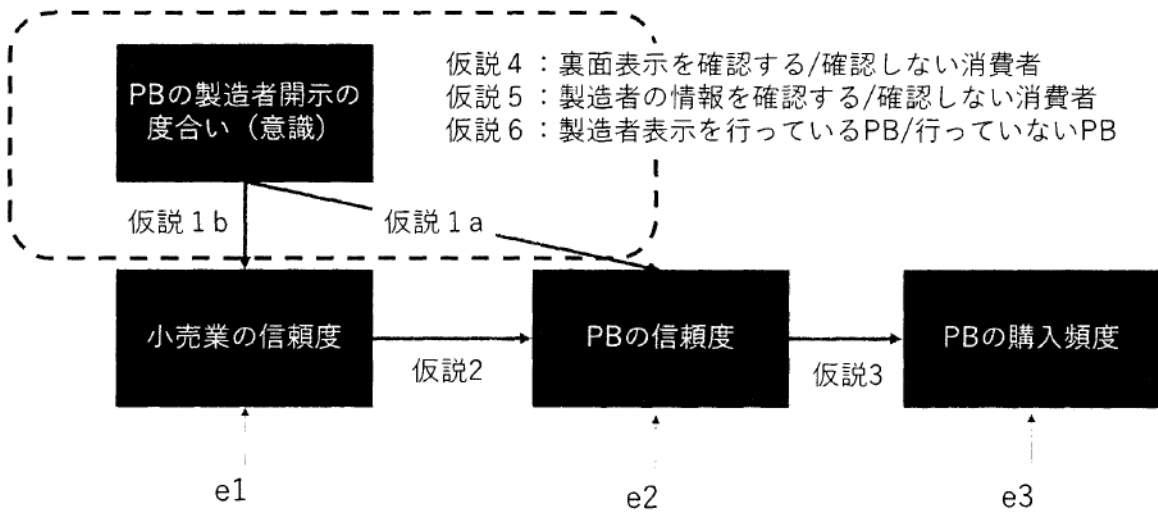 PBの製造者開示の
度合い（意識）
仮説4：裏面表示を確認する/確認しない消費者
仮説5：製造者の情報を確認する/確認しない消費者
仮説6：製造者表示を行っているPB/行っていないPB
仮説1b
仮説1a
小売業の信頼度
仮説2
PBの信頼度
仮説3
PBの購入頻度
e1
e2
e3